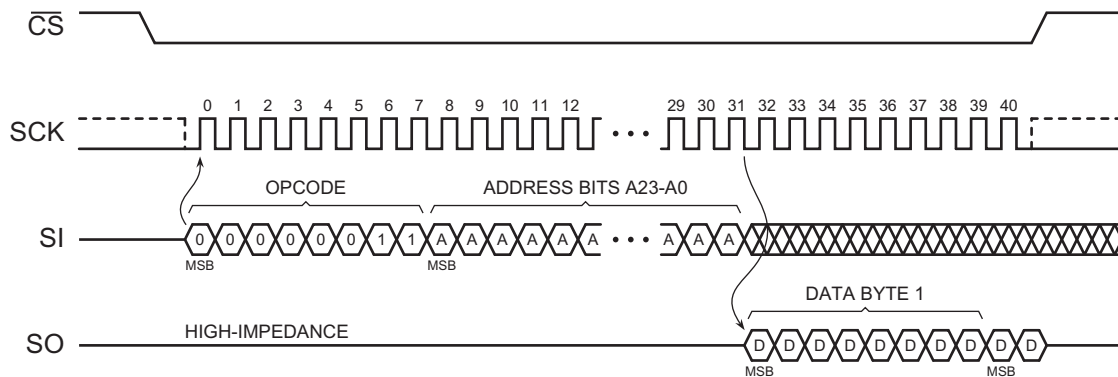 CS
0 1 2 3 4 5 6 7 8 9 10 11 12 29 30 31 32 33 34 35 36 37 38 39 40
SCK
OPCODE ADDRESS BITS A23-A0
SI 0 0 0 0 0 0 1 1 A A A A A A A A A
MSB MSB
DATA BYTE 1
HIGH-IMPEDANCE
SO D D D D D D D D D D
MSB MSB